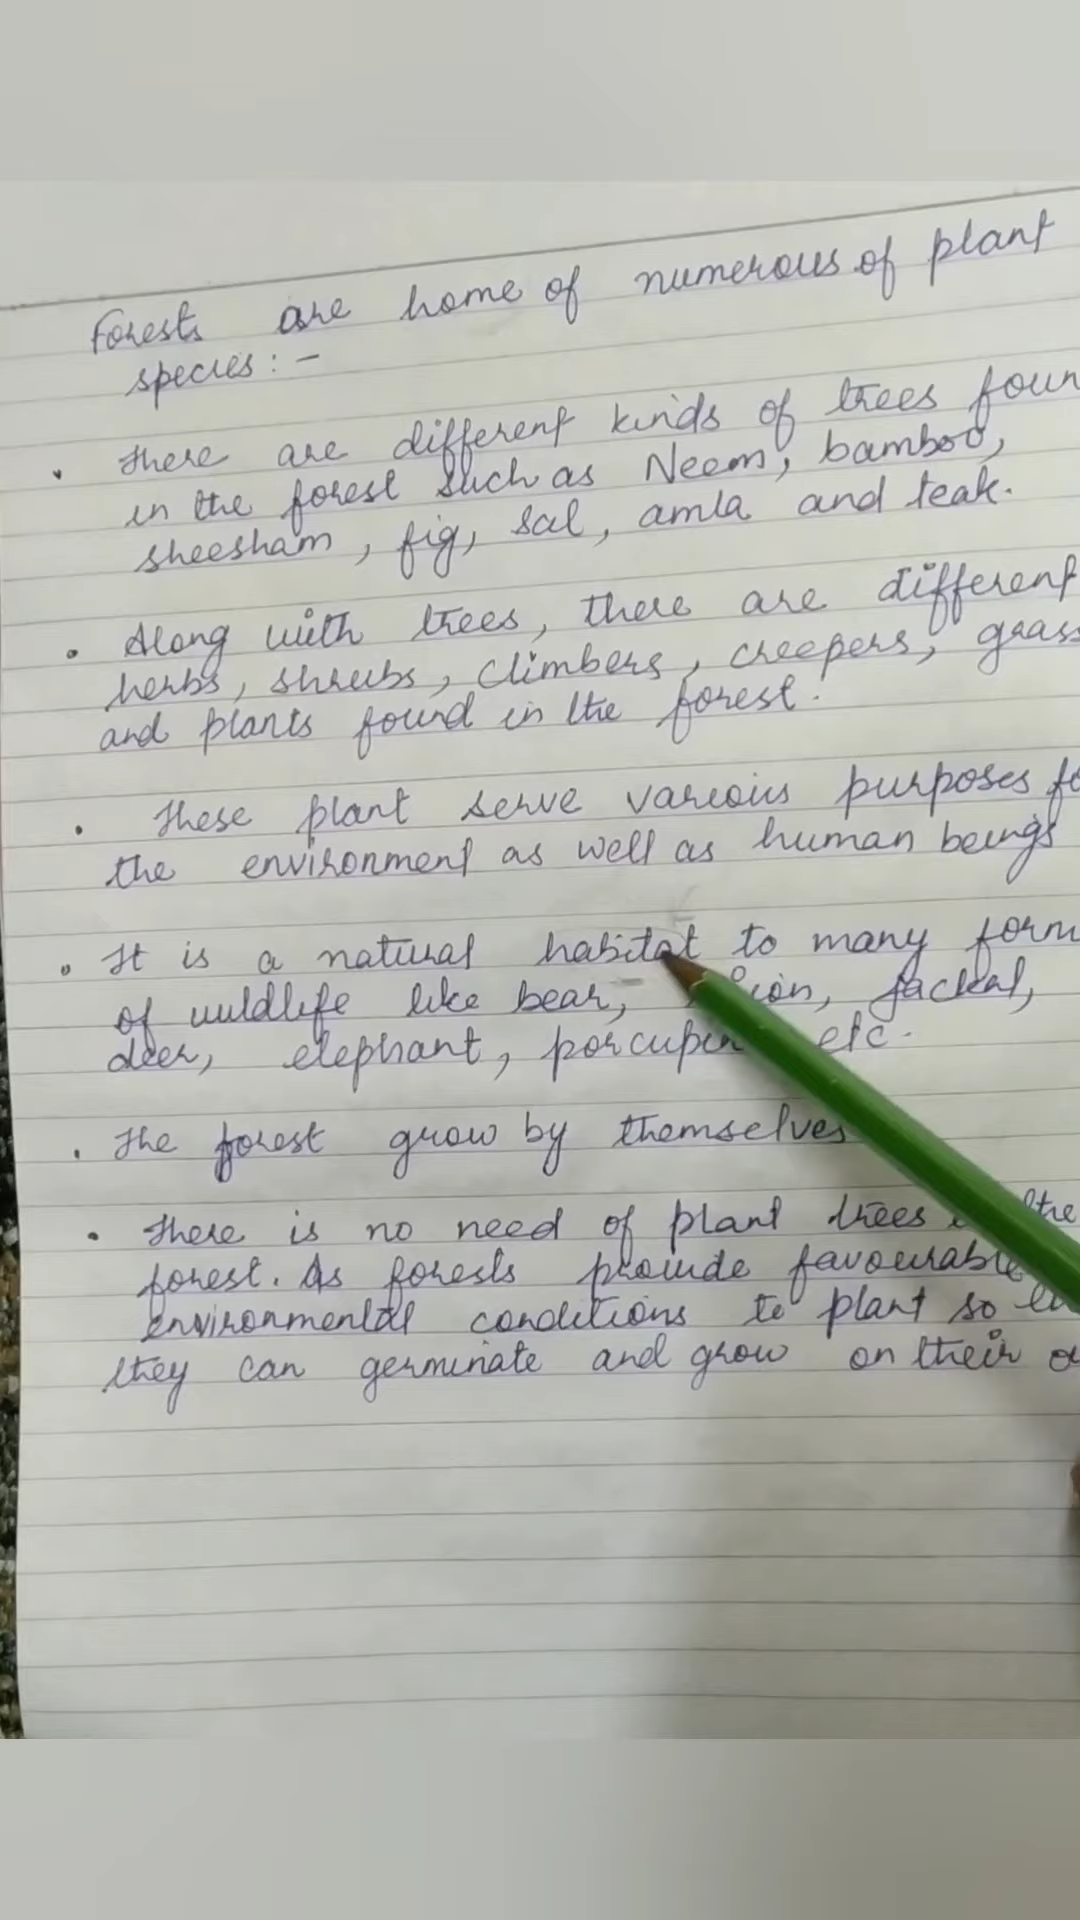 Forests are home of numerous of plant
species:-
• There are different kinds of trees
in the forest such as Neem, bamboo,
sheesham, fig, sal, amla and teak.
• Along with trees, there are different
herbs, shrubs, climbers, creepers,
and plants found in the forest.
• These plant serve various purposes
the environment as well as human beings
• It is a natural habitat to many
of wildlife like bear, jackal,
deer, elephant, etc.
• The forest grow by themselves
• There is no need of plant trees the
forest. As forests provide favourable
environmental conditions to plant so
they can germinate and grow on their